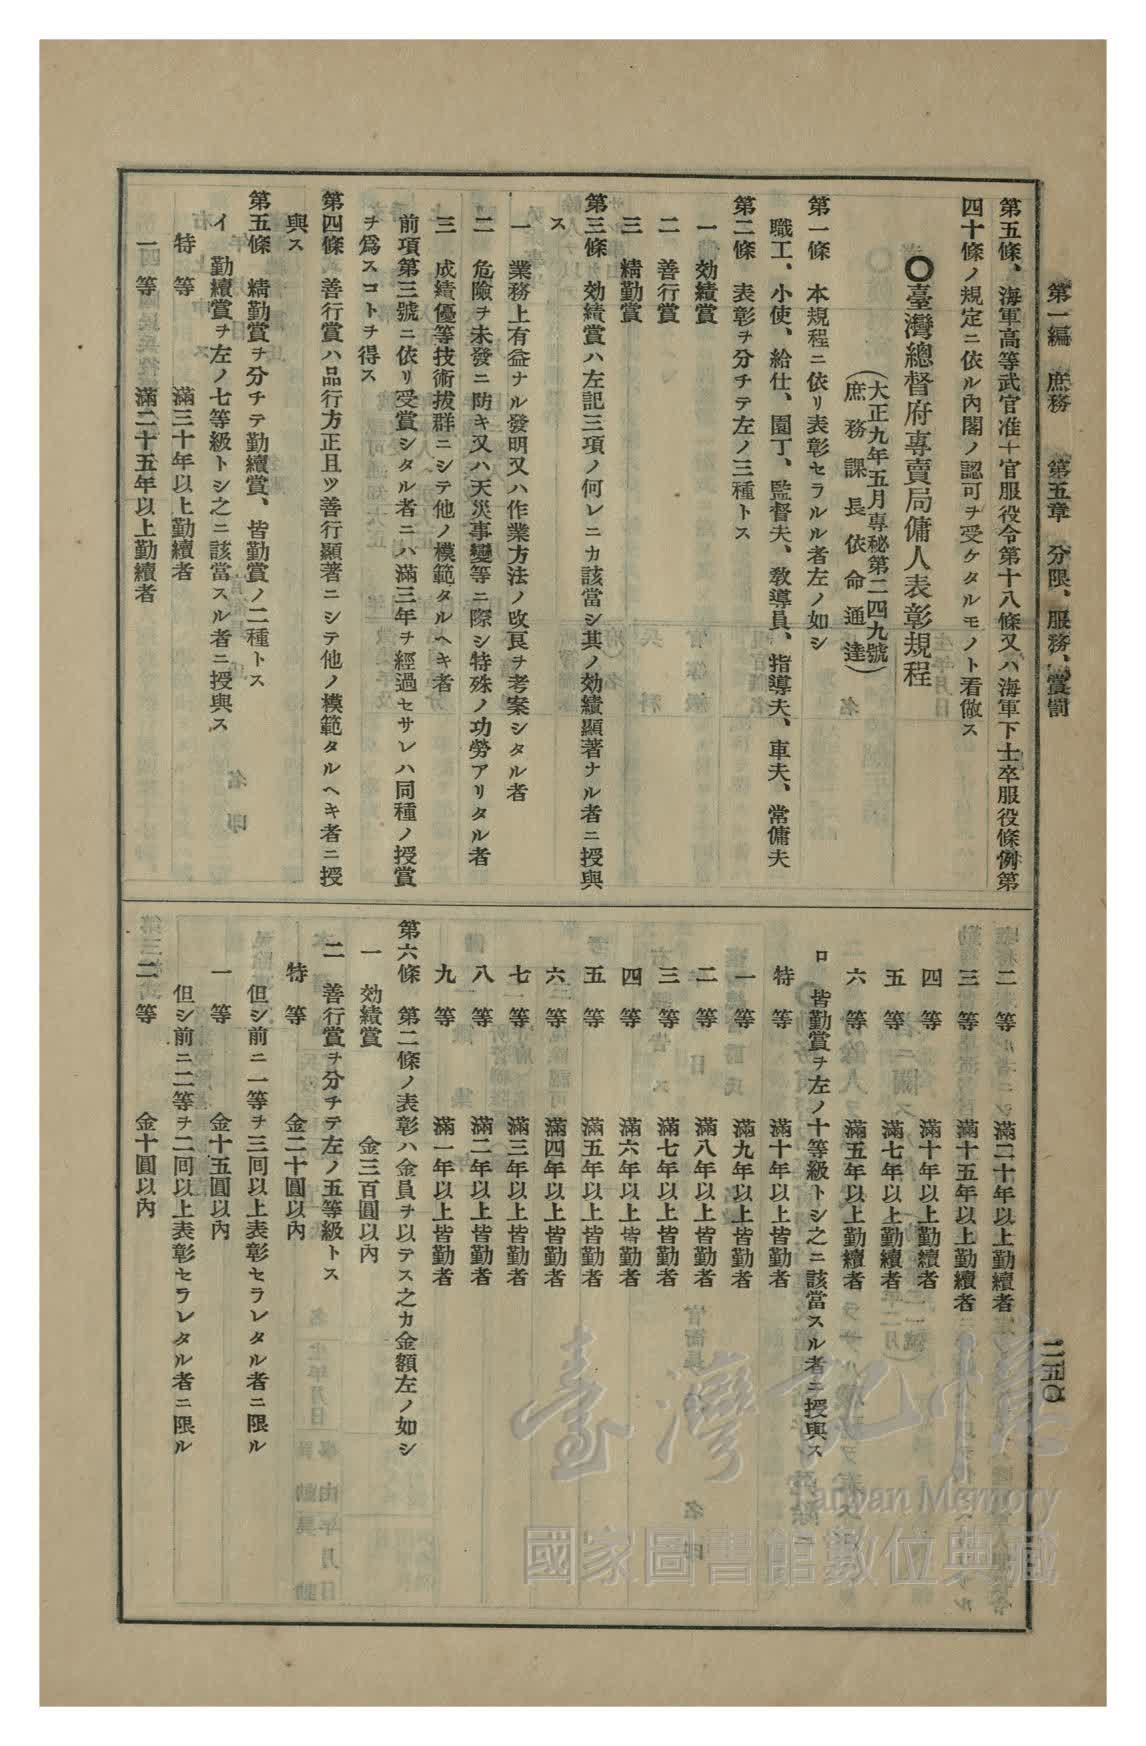 第一編 庶務 第五章 分限、服務、賞罰
二五〇
第五條、海軍高等武官准士官服役令第十八條又ハ海軍下士卒服役條例第
四十條ノ規定ニ依ル內閣ノ認可ヲ受ケタルモノト看做ス
◯臺灣總督府專賣局傭人表彰規程
(大正九年五月專秘第二四九號)
(庶務課長依命通達)
第一條 本規程ニ依リ表彰セラルル者左ノ如シ
職工、小使、給仕、園丁、監督夫、敎導員、指導夫、車夫、常傭夫
第二條 表彰ヲ分チテ左ノ三種トス
一 効績賞
二 善行賞
三 精勤賞
第三條 効績賞ハ左記三項ノ何レニカ該當シ其ノ効績顯著ナル者ニ授與
ス
一 業務上有益ナル發明又ハ作業方法ノ改良ヲ考案シタル者
二 危險ヲ未發ニ防キ又ハ天災事變等ニ際シ特殊ノ功勞アリタル者
三 成績優等技術拔群ニシテ他ノ模範タルヘキ者
前項第三號ニ依リ受賞シタル者ニハ滿三年ヲ經過セサレハ同種ノ授賞
ヲ爲スコトヲ得ス
第四條 善行賞ハ品行方正且ツ善行顯著ニシテ他ノ模範タルヘキ者ニ授
與ス
第五條 精勤賞ヲ分チテ勤續賞、皆勤賞ノ二種トス
イ 勤續賞ヲ左ノ七等級トシ之ニ該當スル者ニ授與ス
特 等 滿三十年以上勤續者
一 等 滿二十五年以上勤續者
二 等 滿二十年以上勤續者
三 等 滿十五年以上勤續者
四 等 滿十年以上勤續者
五 等 滿七年以上勤續者
六 等 滿五年以上勤續者
ロ 皆勤賞ヲ左ノ十等級トシ之ニ該當スル者ニ授與ス
特 等 滿十年以上皆勤者
一 等 滿九年以上皆勤者
二 等 滿八年以上皆勤者
三 等 滿七年以上皆勤者
四 等 滿六年以上皆勤者
五 等 滿五年以上皆勤者
六 等 滿四年以上皆勤者
七 等 滿三年以上皆勤者
八 等 滿二年以上皆勤者
九 等 滿一年以上皆勤者
第六條 第二條ノ表彰ハ金員ヲ以テス之カ金額左ノ如シ
一 効績賞 金三百圓以內
二 善行賞ヲ分チテ左ノ五等級トス
特 等 金二十圓以內
但シ前ニ一等ヲ三囘以上表彰セラレタル者ニ限ル
一 等 金十五圓以內
但シ前ニ二等ヲ二囘以上表彰セラレタル者ニ限ル
二 等 金十圓以內
臺灣記憶
Taiwan Memory
國家圖書館數位典藏